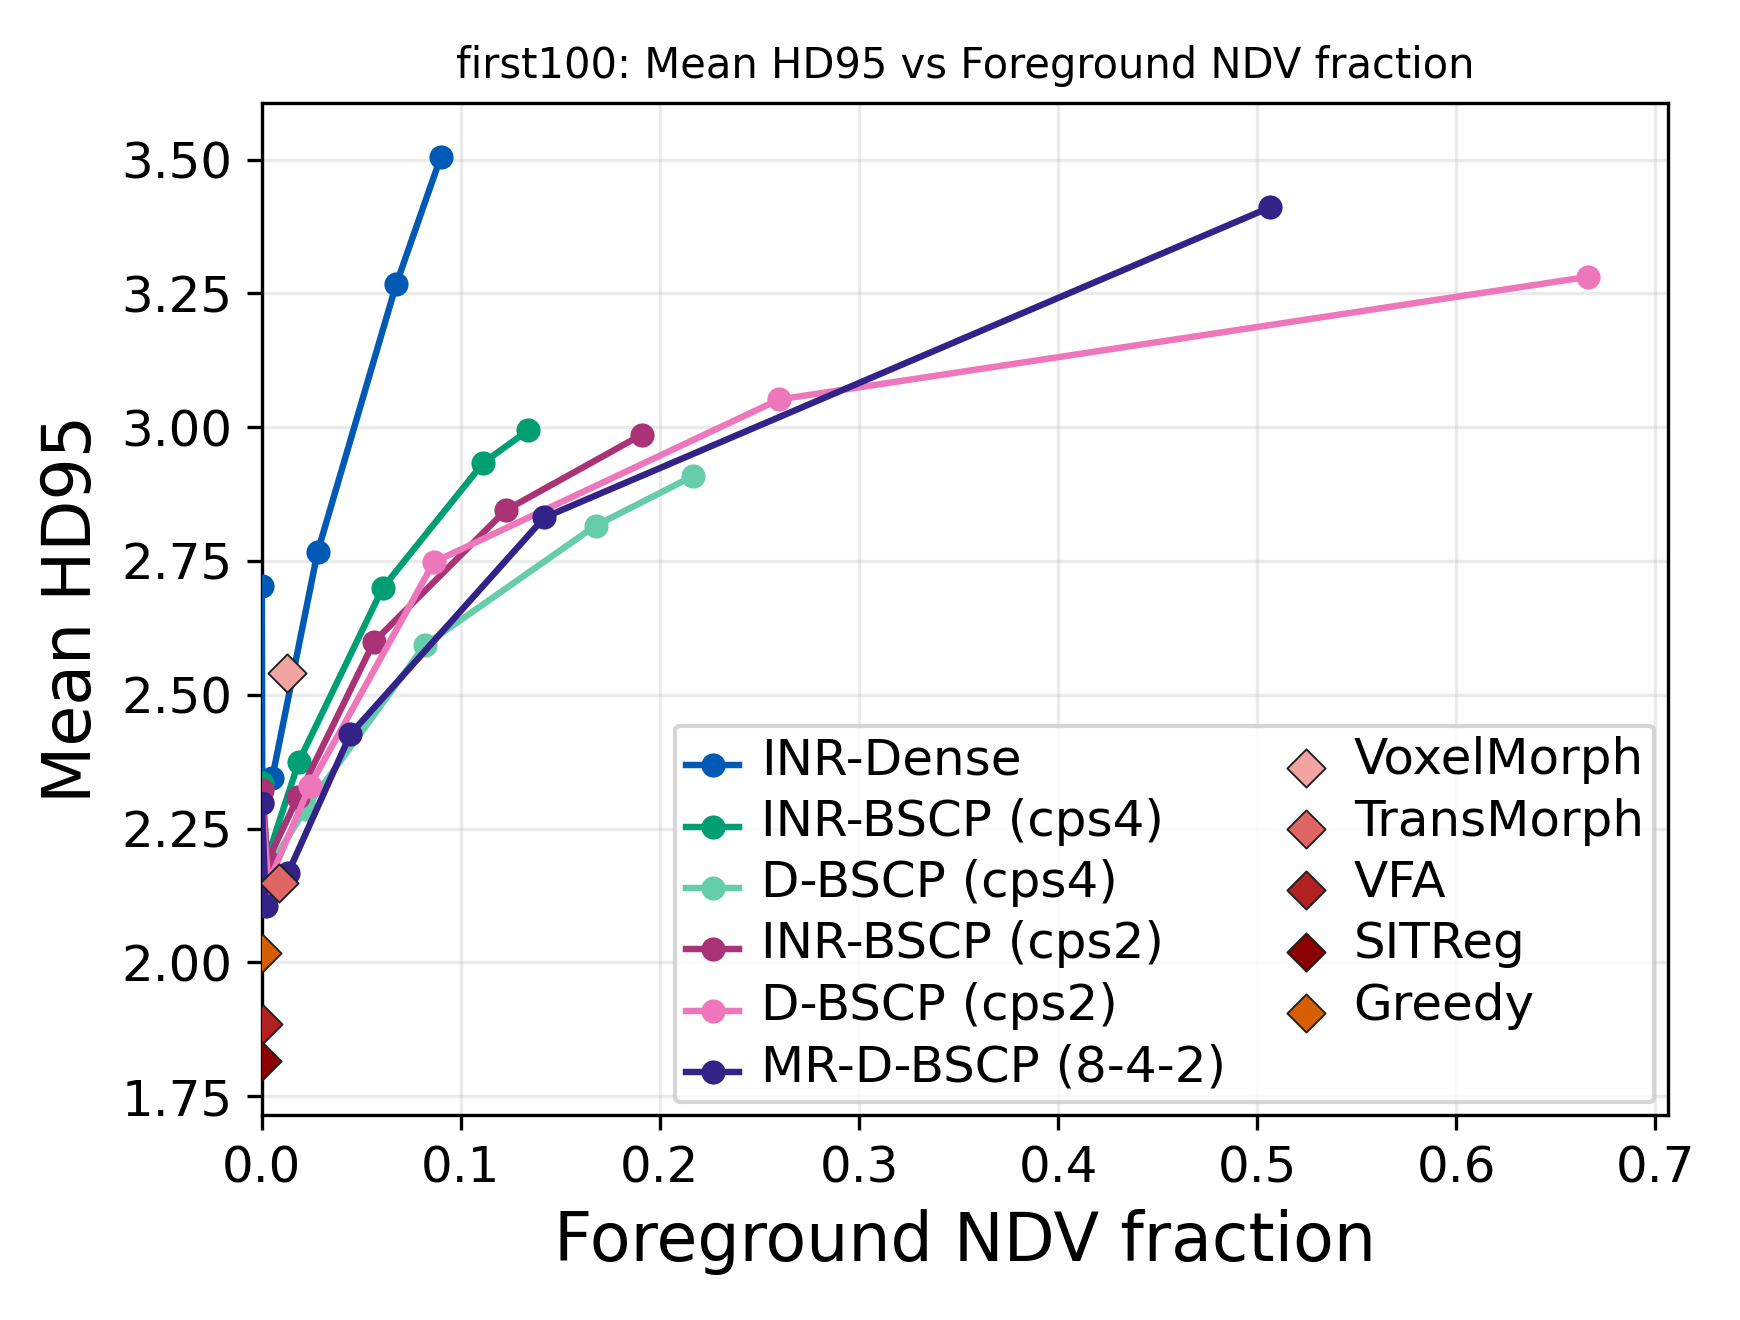 first100: Mean HD95 vs Foreground NDV fraction
Mean HD95
3.50
3.25
3.00
2.75
2.50
2.25
2.00
1.75
INR-Dense
INR-BSCP (cps4)
D-BSCP (cps4)
INR-BSCP (cps2)
D-BSCP (cps2)
MR-D-BSCP (8-4-2)
VoxelMorph
TransMorph
VFA
SITReg
Greedy
0.0 0.1 0.2 0.3 0.4 0.5 0.6 0.7
Foreground NDV fraction